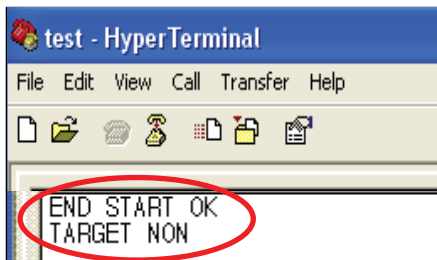 test - HyperTerminal
File Edit View Call Transfer Help
END START OK
TARGET NON